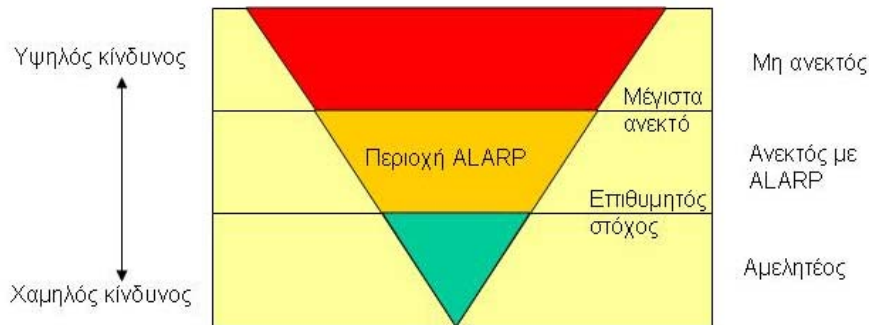 Υψηλός κίνδυνος
Μη ανεκτός
Μέγιστα
ανεκτό
Περιοχή ALARP
Ανεκτός με
ALARP
Επιθυμητός
στόχος
Αμελητέος
Χαμηλός κίνδυνος